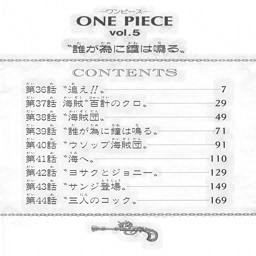 ワンピース
ONE PIECE
vol.5
“誰が為に鐘は鳴る„
CONTENTS
第36話 “追え!!„ 7
第37話 海賊“百計のクロ„ 29
第38話 “海賊団„ 49
第39話 “誰が為に鐘は鳴る„ 71
第40話 “ウソップ海賊団„ 91
第41話 “海へ„ 110
第42話 “ヨサクとジョニー„ 129
第43話 “サンジ登場„ 149
第44話 “三人のコック„ 169